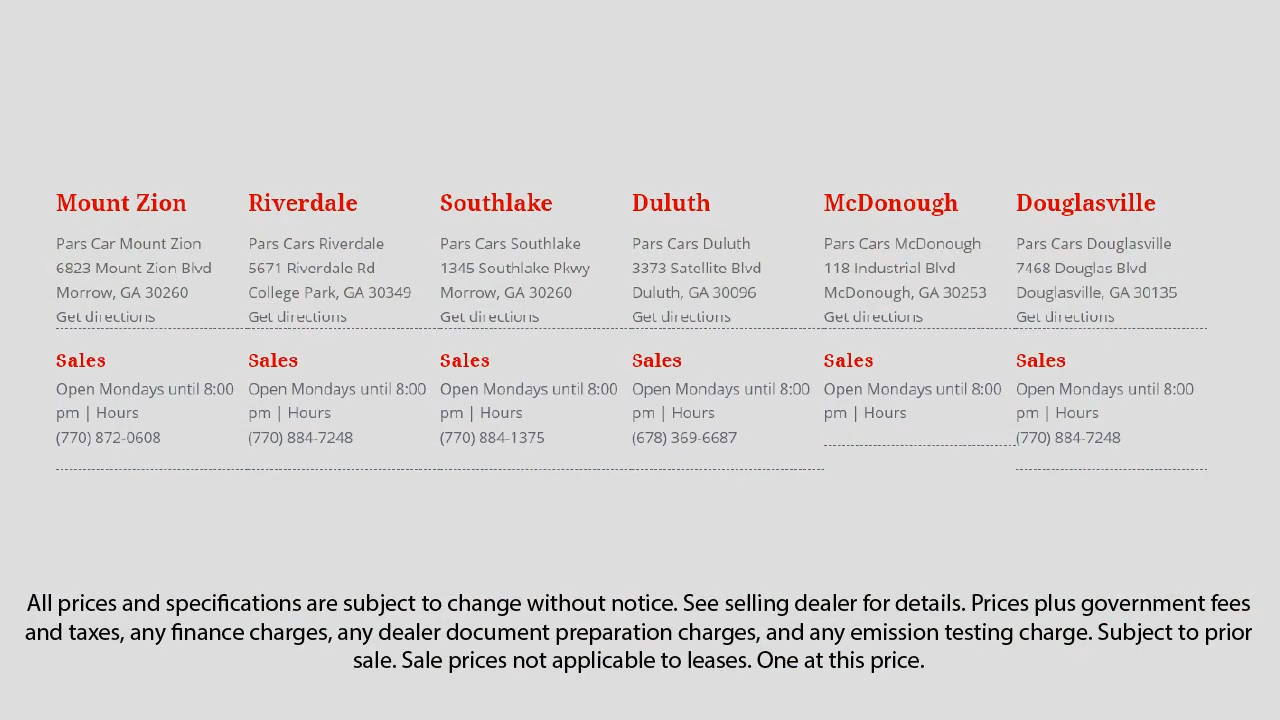 Mount Zion
Pars Car Mount Zion
6823 Mount Zion Blvd
Morrow, GA 30260
Get directions
Sales
Open Mondays until 8:00
pm | Hours
(770) 872-0608
Riverdale
Pars Cars Riverdale
5671 Riverdale Rd
College Park, GA 30349
Get directions
Sales
Open Mondays until 8:00
pm | Hours
(770) 884-7248
Southlake
Pars Cars Southlake
1345 Southlake Pkwy
Morrow, GA 30260
Get directions
Sales
Open Mondays until 8:00
pm | Hours
(770) 884-1375
Duluth
Pars Cars Duluth
3373 Satellite Blvd
Duluth, GA 30096
Get directions
Sales
Open Mondays until 8:00
pm | Hours
(678) 369-6687
McDonough
Pars Cars McDonough
118 Industrial Blvd
McDonough, GA 30253
Get directions
Sales
Open Mondays until 8:00
pm | Hours
Douglasville
Pars Cars Douglasville
7468 Douglas Blvd
Douglasville, GA 30135
Get directions
Sales
Open Mondays until 8:00
pm | Hours
(770) 884-7248
All prices and specifications are subject to change without notice. See selling dealer for details. Prices plus government fees
and taxes, any finance charges, any dealer document preparation charges, and any emission testing charge. Subject to prior
sale. Sale prices not applicable to leases. One at this price.